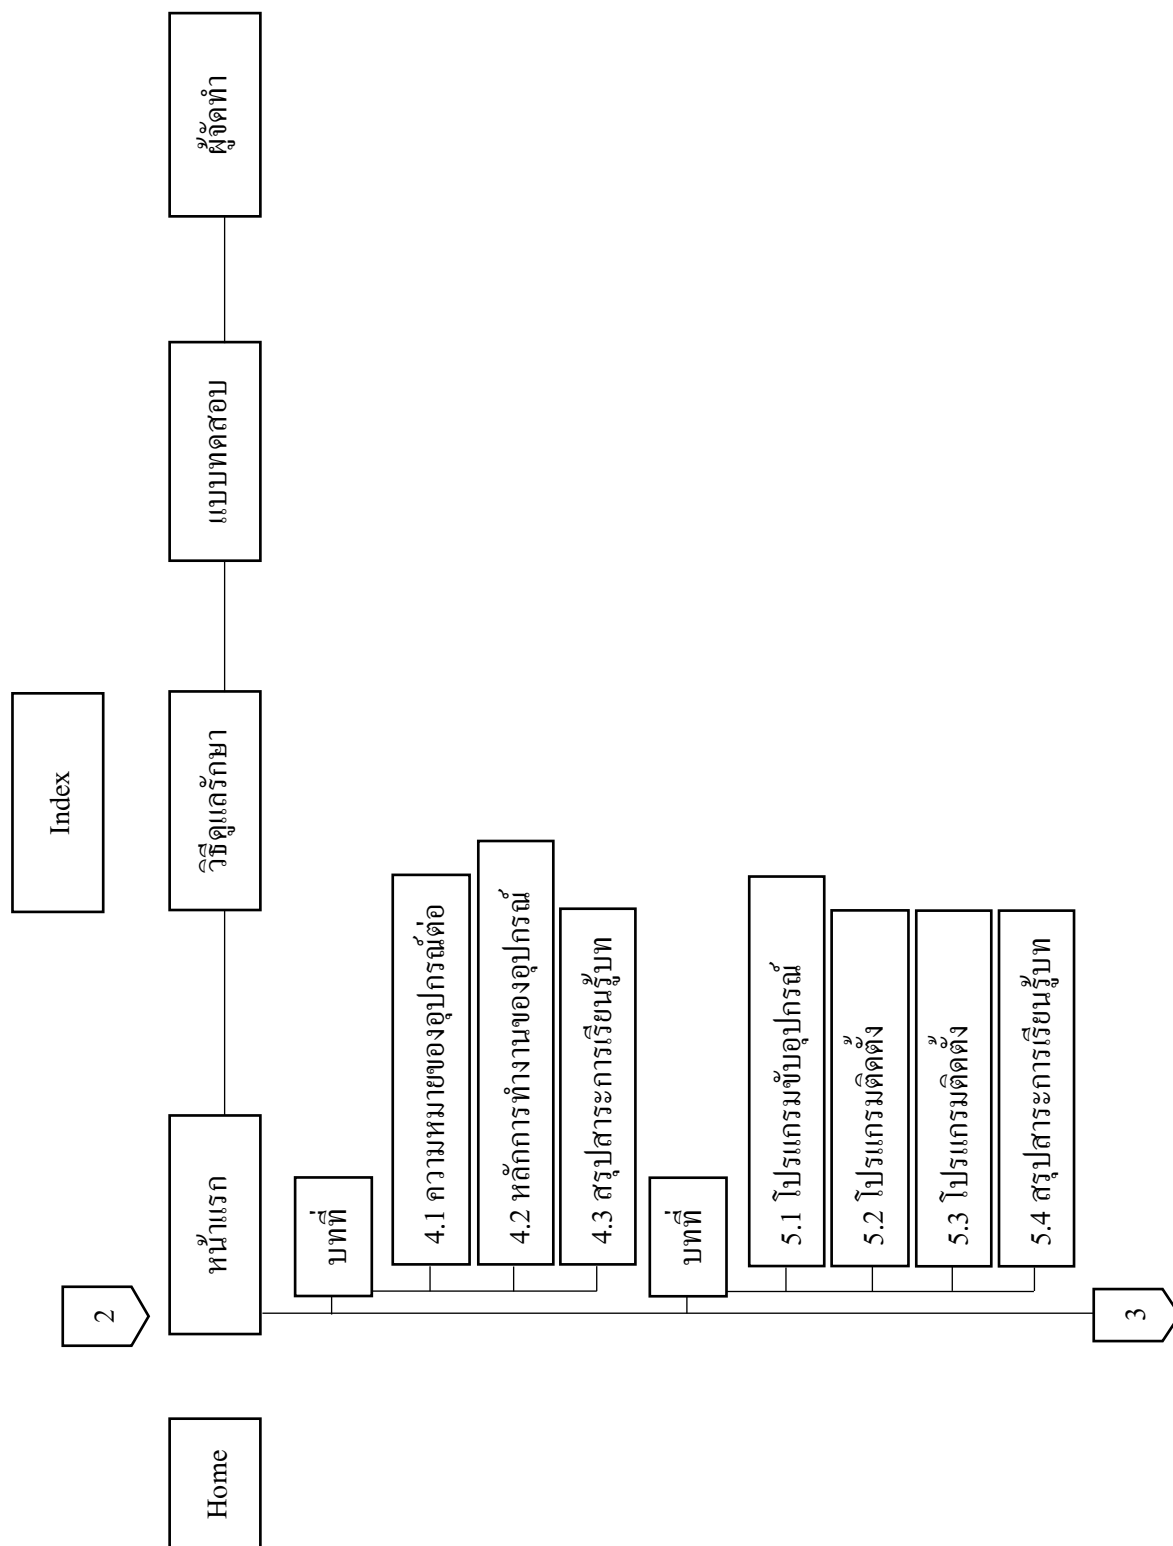 Index
2
Home
หน้าแรก
วิธีดูแลรักษา
แบบทดสอบ
ผู้จัดทำ
บทที่
4.1 ความหมายของอุปกรณ์ต่อ
4.2 หลักการทำงานของอุปกรณ์
4.3 สรุปสาระการเรียนรู้บท
บทที่
5.1 โปรแกรมขับอุปกรณ์
5.2 โปรแกรมติดตั้ง
5.3 โปรแกรมติดตั้ง
5.4 สรุปสาระการเรียนรู้บท
3